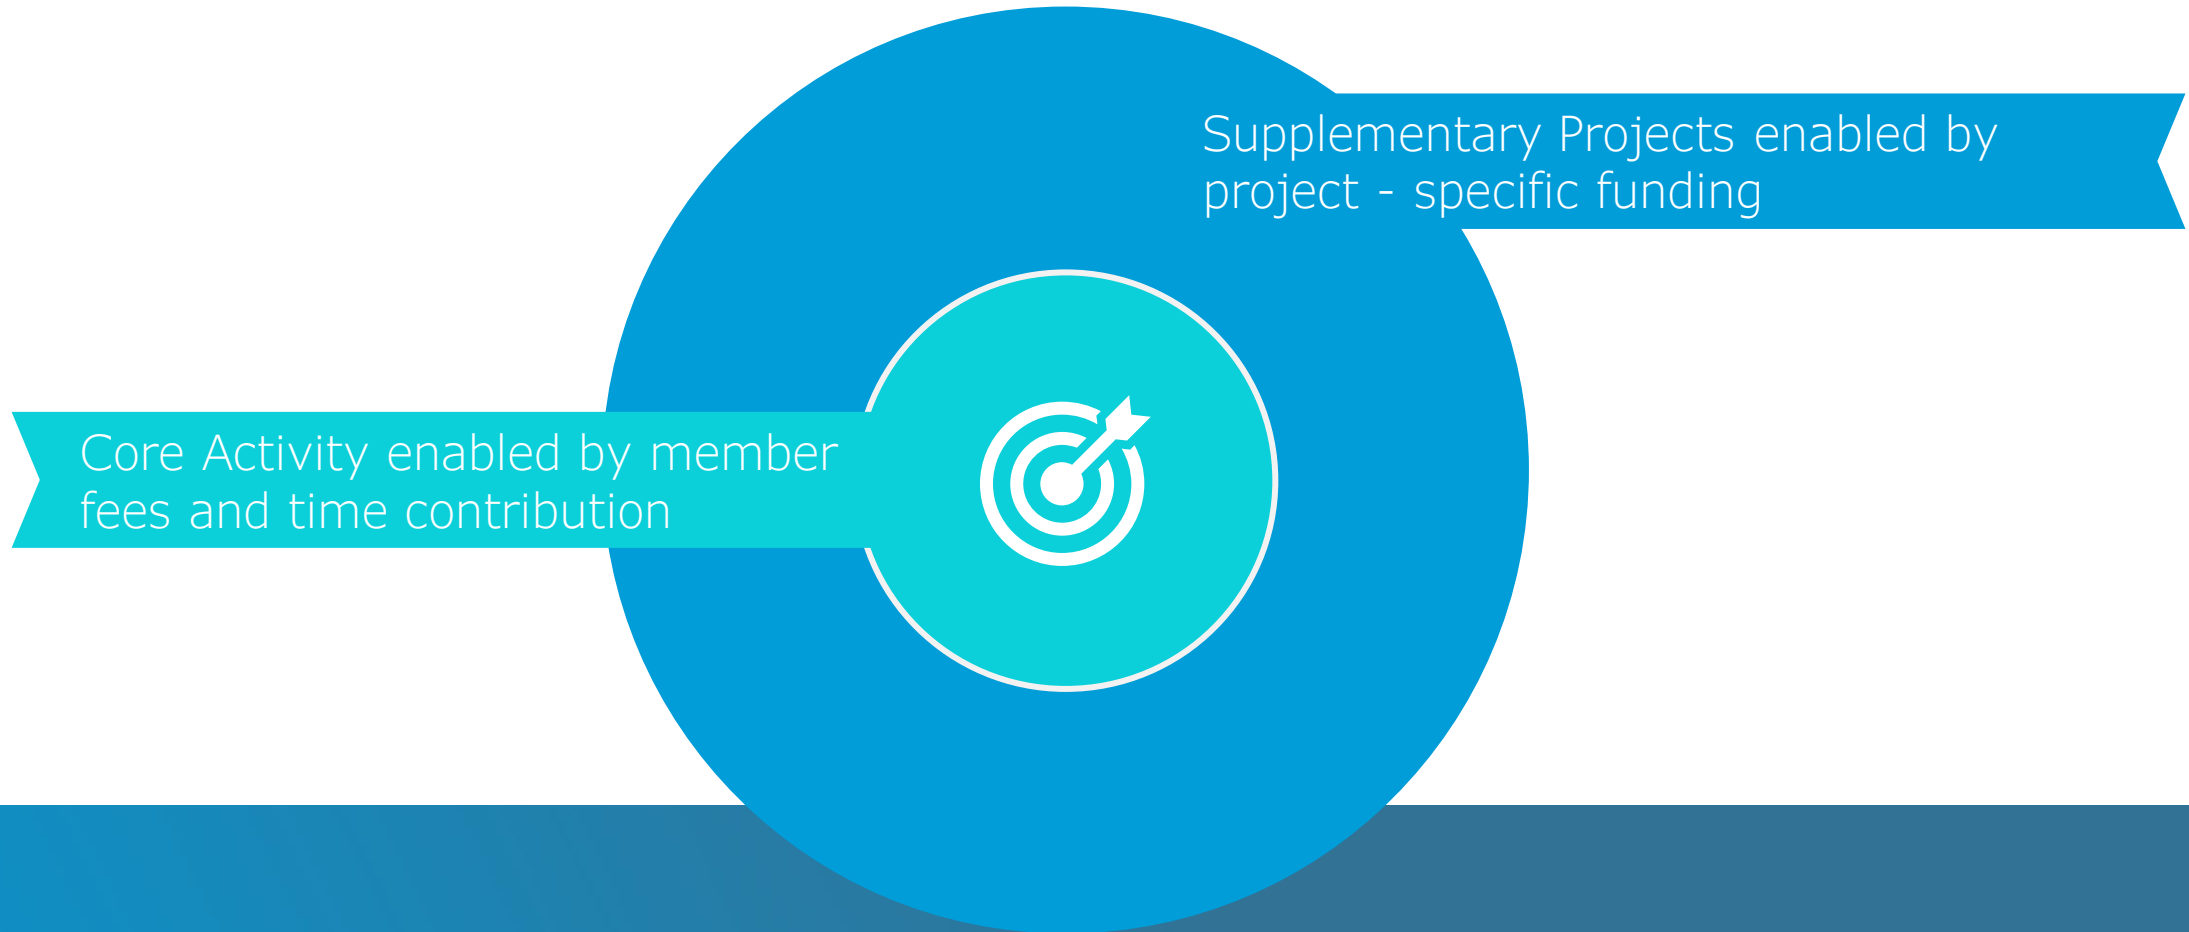 Supplementary Projects enabled by
project - specific funding
Core Activity enabled by member
fees and time contribution